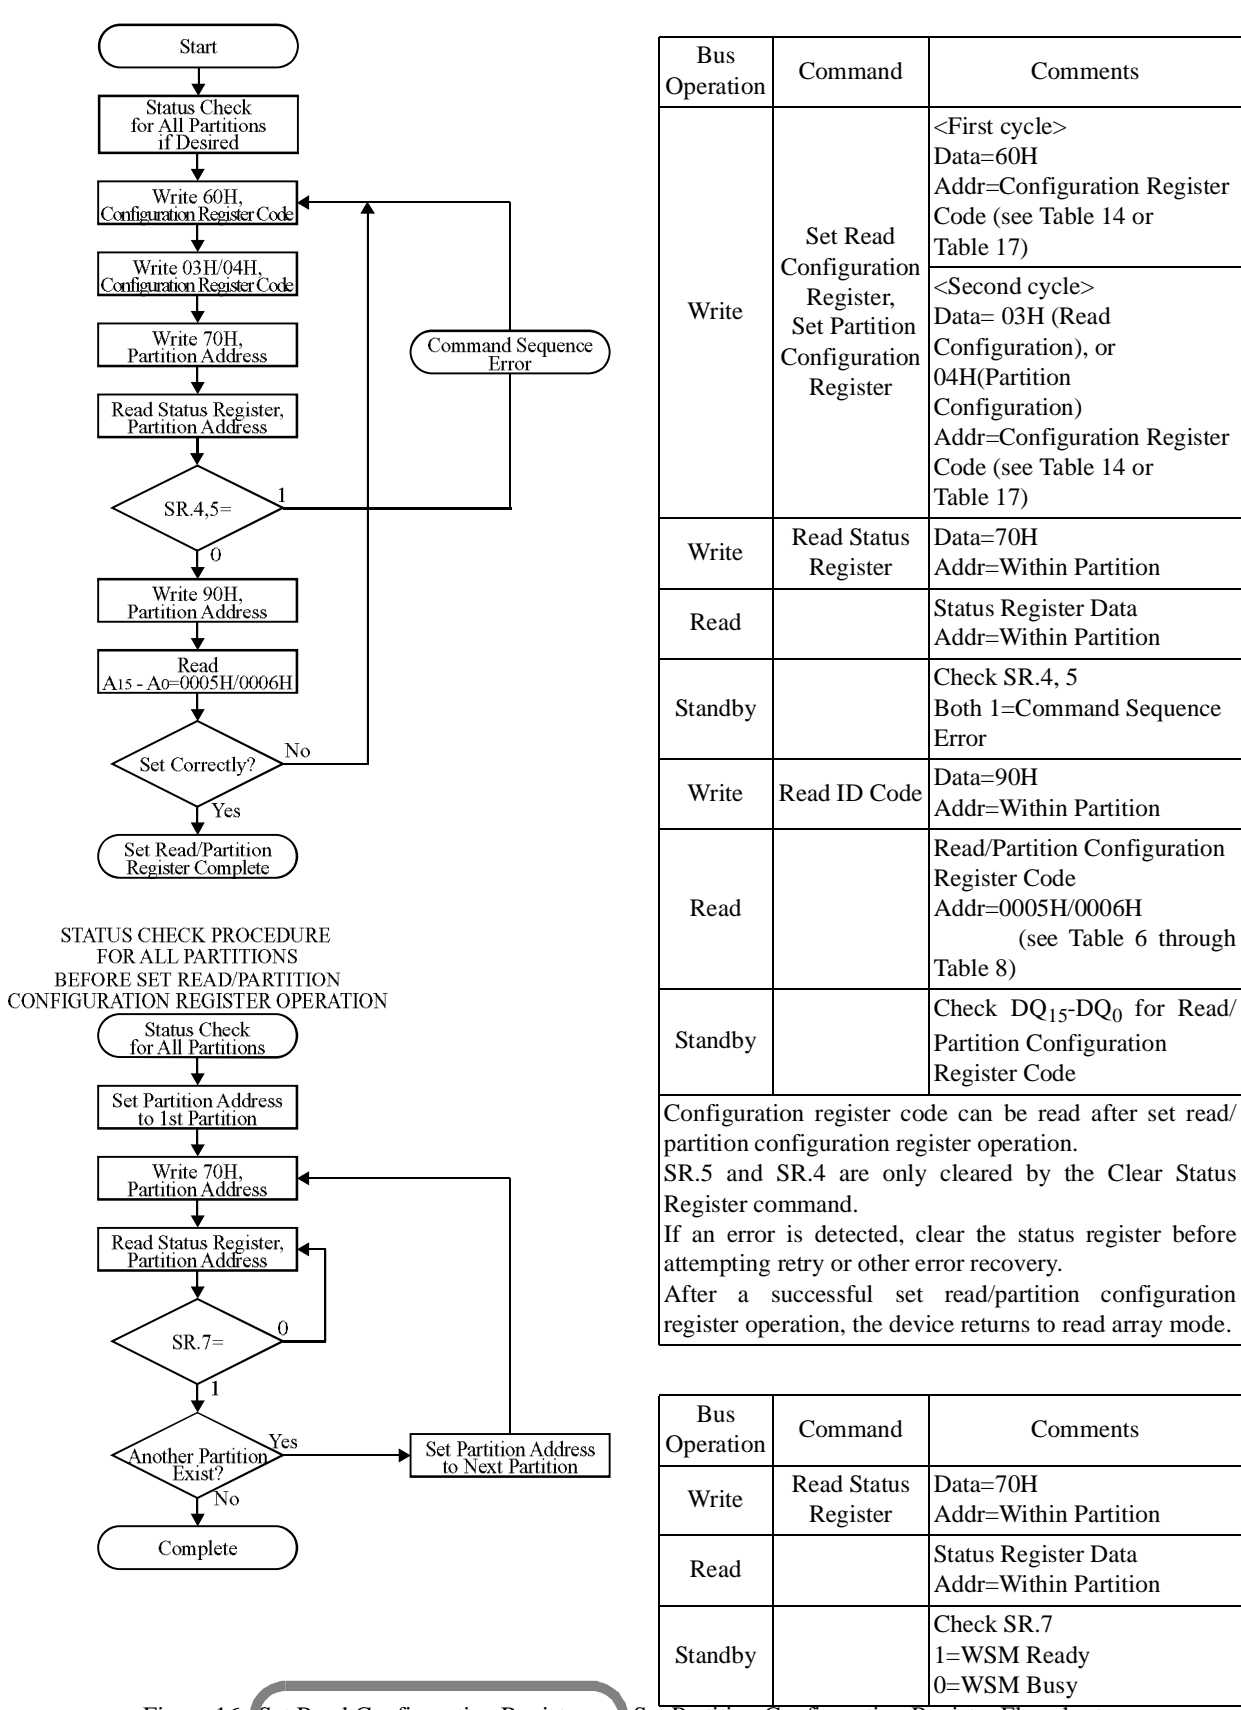 Start
Status Check
for All Partitions
if Desired
Write 60H,
Configuration Register Code
Write 03H/04H,
Configuration Register Code
Write 70H,
Partition Address
Command Sequence
Error
Read Status Register,
Partition Address
SR.4,5=
1
0
Write 90H,
Partition Address
Read
A15 - A0=0005H/0006H
Set Correctly?
No
Yes
Set Read/Partition
Register Complete
STATUS CHECK PROCEDURE
FOR ALL PARTITIONS
BEFORE SET READ/PARTITION
CONFIGURATION REGISTER OPERATION
Status Check
for All Partitions
Set Partition Address
to 1st Partition
Write 70H,
Partition Address
Read Status Register,
Partition Address
SR.7=
0
1
Another Partition
Exist?
Yes
Set Partition Address
to Next Partition
No
Complete
Bus
Operation
Command
Comments
Write
Set Read
Configuration
Register,
Set Partition
Configuration
Register
<First cycle>
Data=60H
Addr=Configuration Register
Code (see Table 14 or
Table 17)
<Second cycle>
Data= 03H (Read
Configuration), or
04H(Partition
Configuration)
Addr=Configuration Register
Code (see Table 14 or
Table 17)
Write
Read Status
Register
Data=70H
Addr=Within Partition
Read
Status Register Data
Addr=Within Partition
Standby
Check SR.4, 5
Both 1=Command Sequence
Error
Write
Read ID Code
Data=90H
Addr=Within Partition
Read
Read/Partition Configuration
Register Code
Addr=0005H/0006H
(see Table 6 through
Table 8)
Standby
Check DQ15-DQ0 for Read/
Partition Configuration
Register Code
Configuration register code can be read after set read/
partition configuration register operation.
SR.5 and SR.4 are only cleared by the Clear Status
Register command.
If an error is detected, clear the status register before
attempting retry or other error recovery.
After a successful set read/partition configuration
register operation, the device returns to read array mode.
Bus
Operation
Command
Comments
Write
Read Status
Register
Data=70H
Addr=Within Partition
Read
Status Register Data
Addr=Within Partition
Standby
Check SR.7
1=WSM Ready
0=WSM Busy